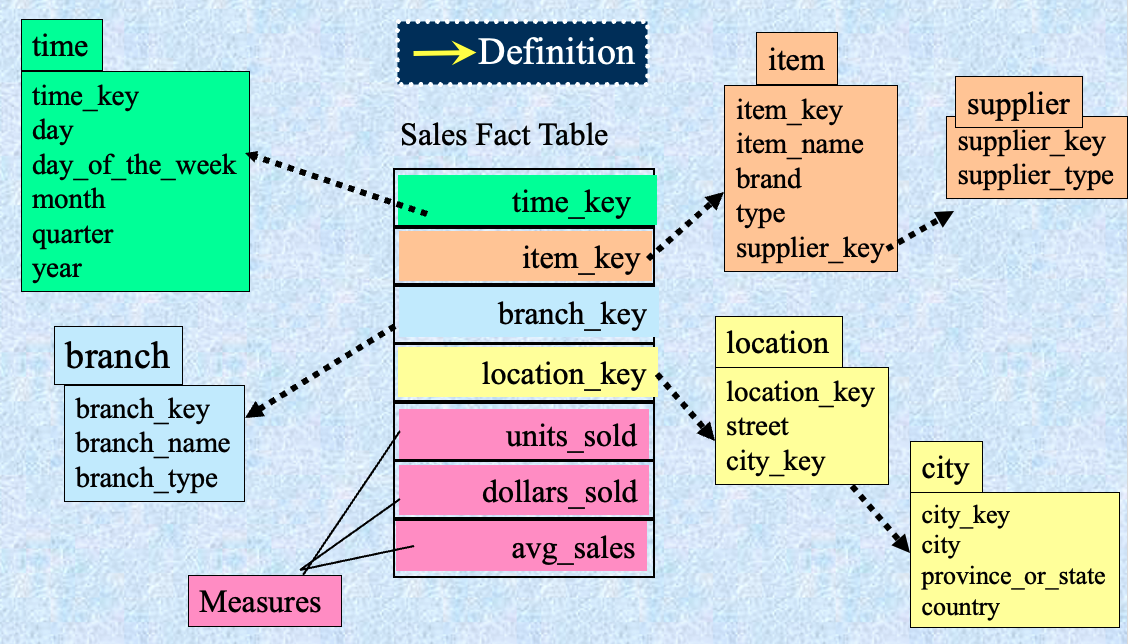 time
time_key
day
day_of_the_week
month
quarter
year
Definition
Sales Fact Table
time_key
item_key
branch_key
location_key
units_sold
dollars_sold
avg_sales
item
item_key
item_name
brand
type
supplier_key
supplier
supplier_key
supplier_type
branch
branch_key
branch_name
branch_type
location
location_key
street
city_key
city
city_key
city
province_or_state
country
Measures